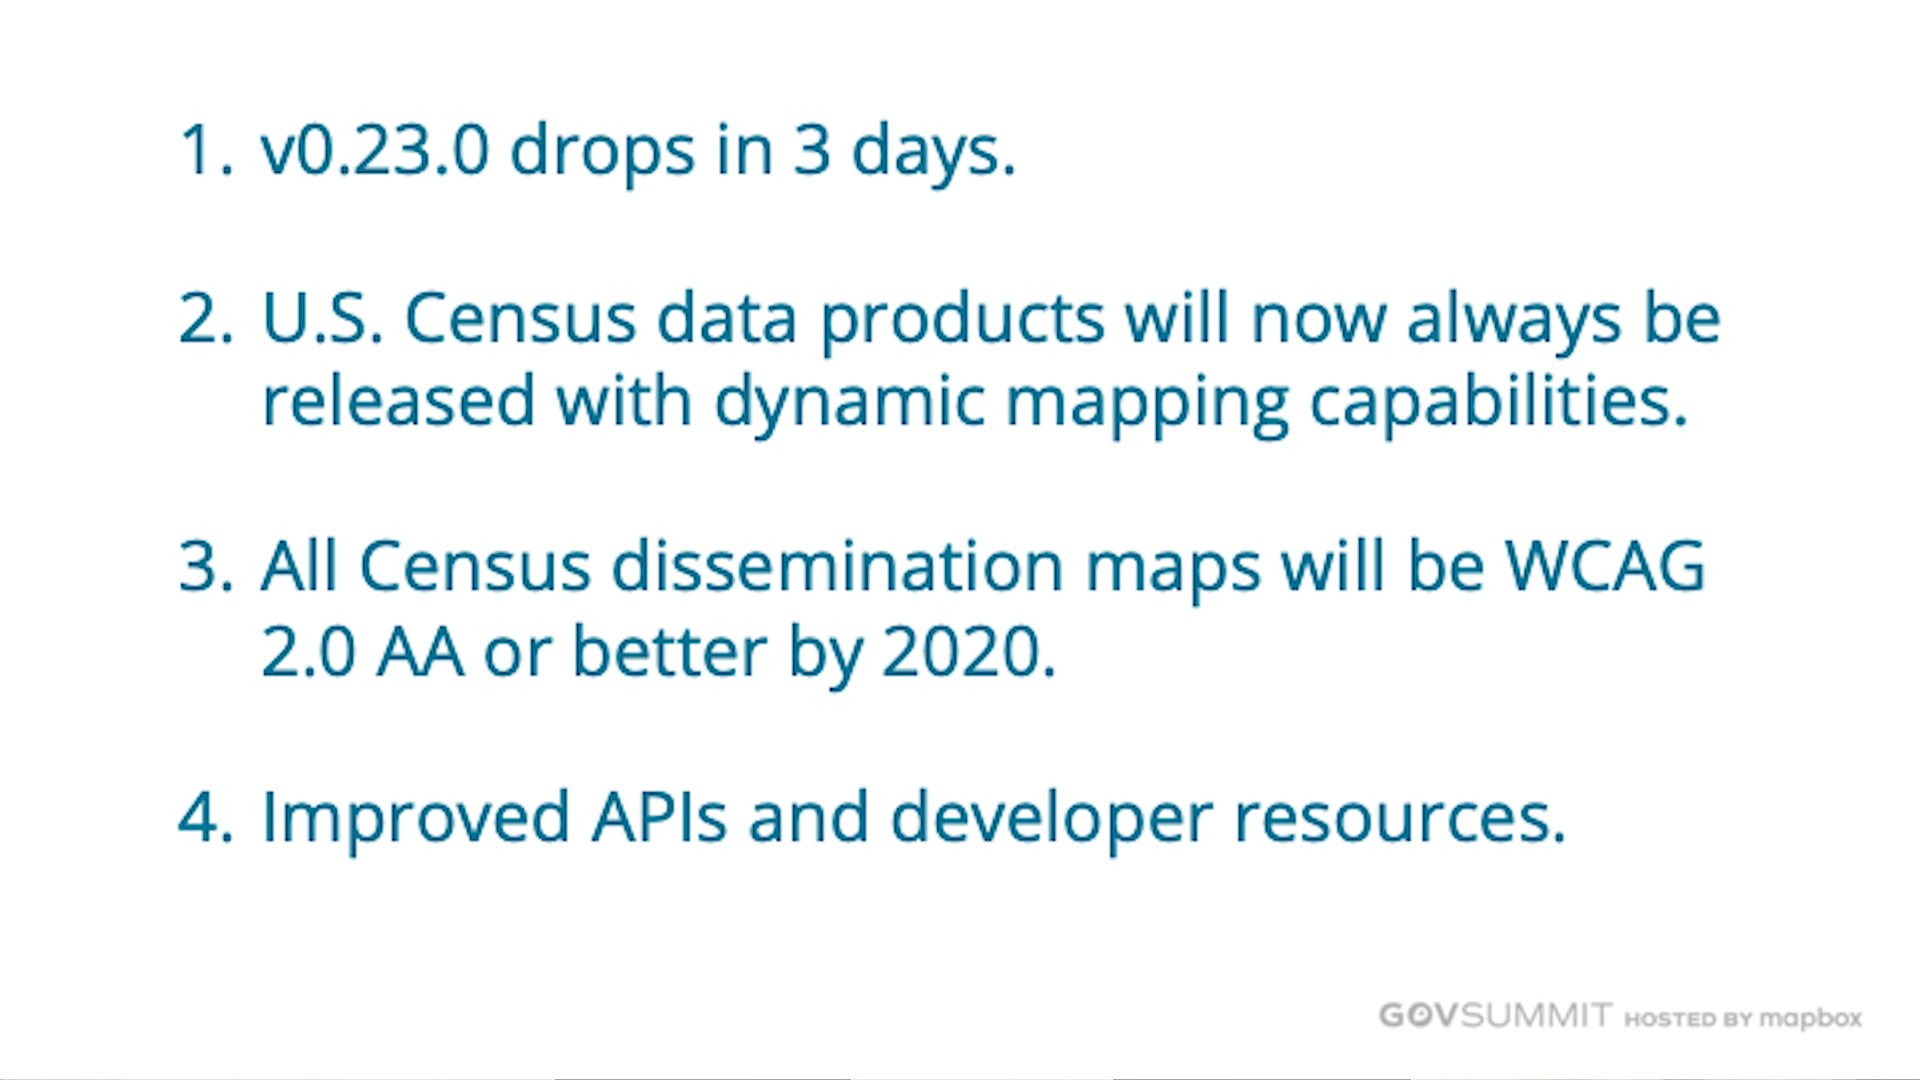 1. v0.23.0 drops in 3 days.
2. U.S. Census data products will now always be
released with dynamic mapping capabilities.
3. All Census dissemination maps will be WCAG
2.0 AA or better by 2020.
4. Improved APIs and developer resources.
GOVSUMMIT HOSTED BY mapbox